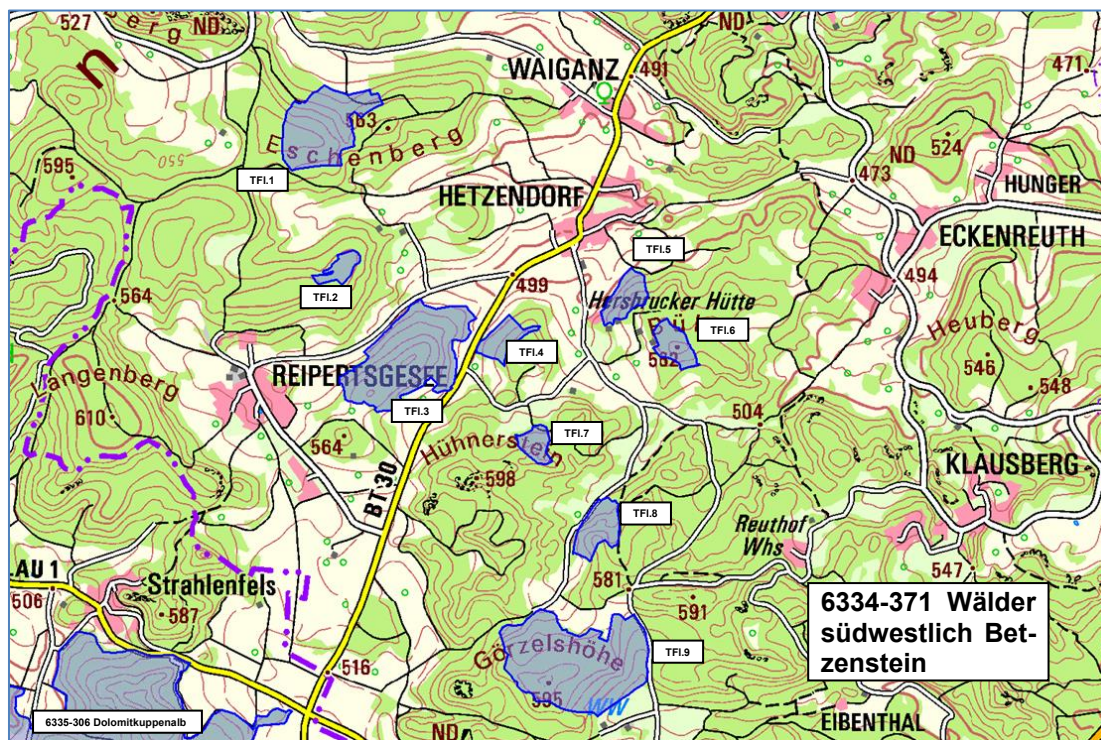 527
erg
ND
n
WAIGANZ
491
ND
471
563
Eschenberg
550
595
TFl.1
524
ND
473
HUNGER
HETZENDORF
ECKENREUTH
TFl.5
494
TFl.2
499
564
Hersbrucker Hütte
TFl.6
Heuberg
TFl.4
582
546
548
REIPERTSGESEE
Langenberg
610
TFl.3
504
TFl.7
564
Hühnerstein
598
KLAUSBERG
BT 30
TFl.8
Reuthof
Whs
AU 1
Strahlenfels
547
506
587
581
591
6334-371 Wälder
südwestlich Bet-
zenstein
Görzelshöhe
TFl.9
516
595
WW
6335-306 Dolomitkuppenalb
ND
EIBENTHAL